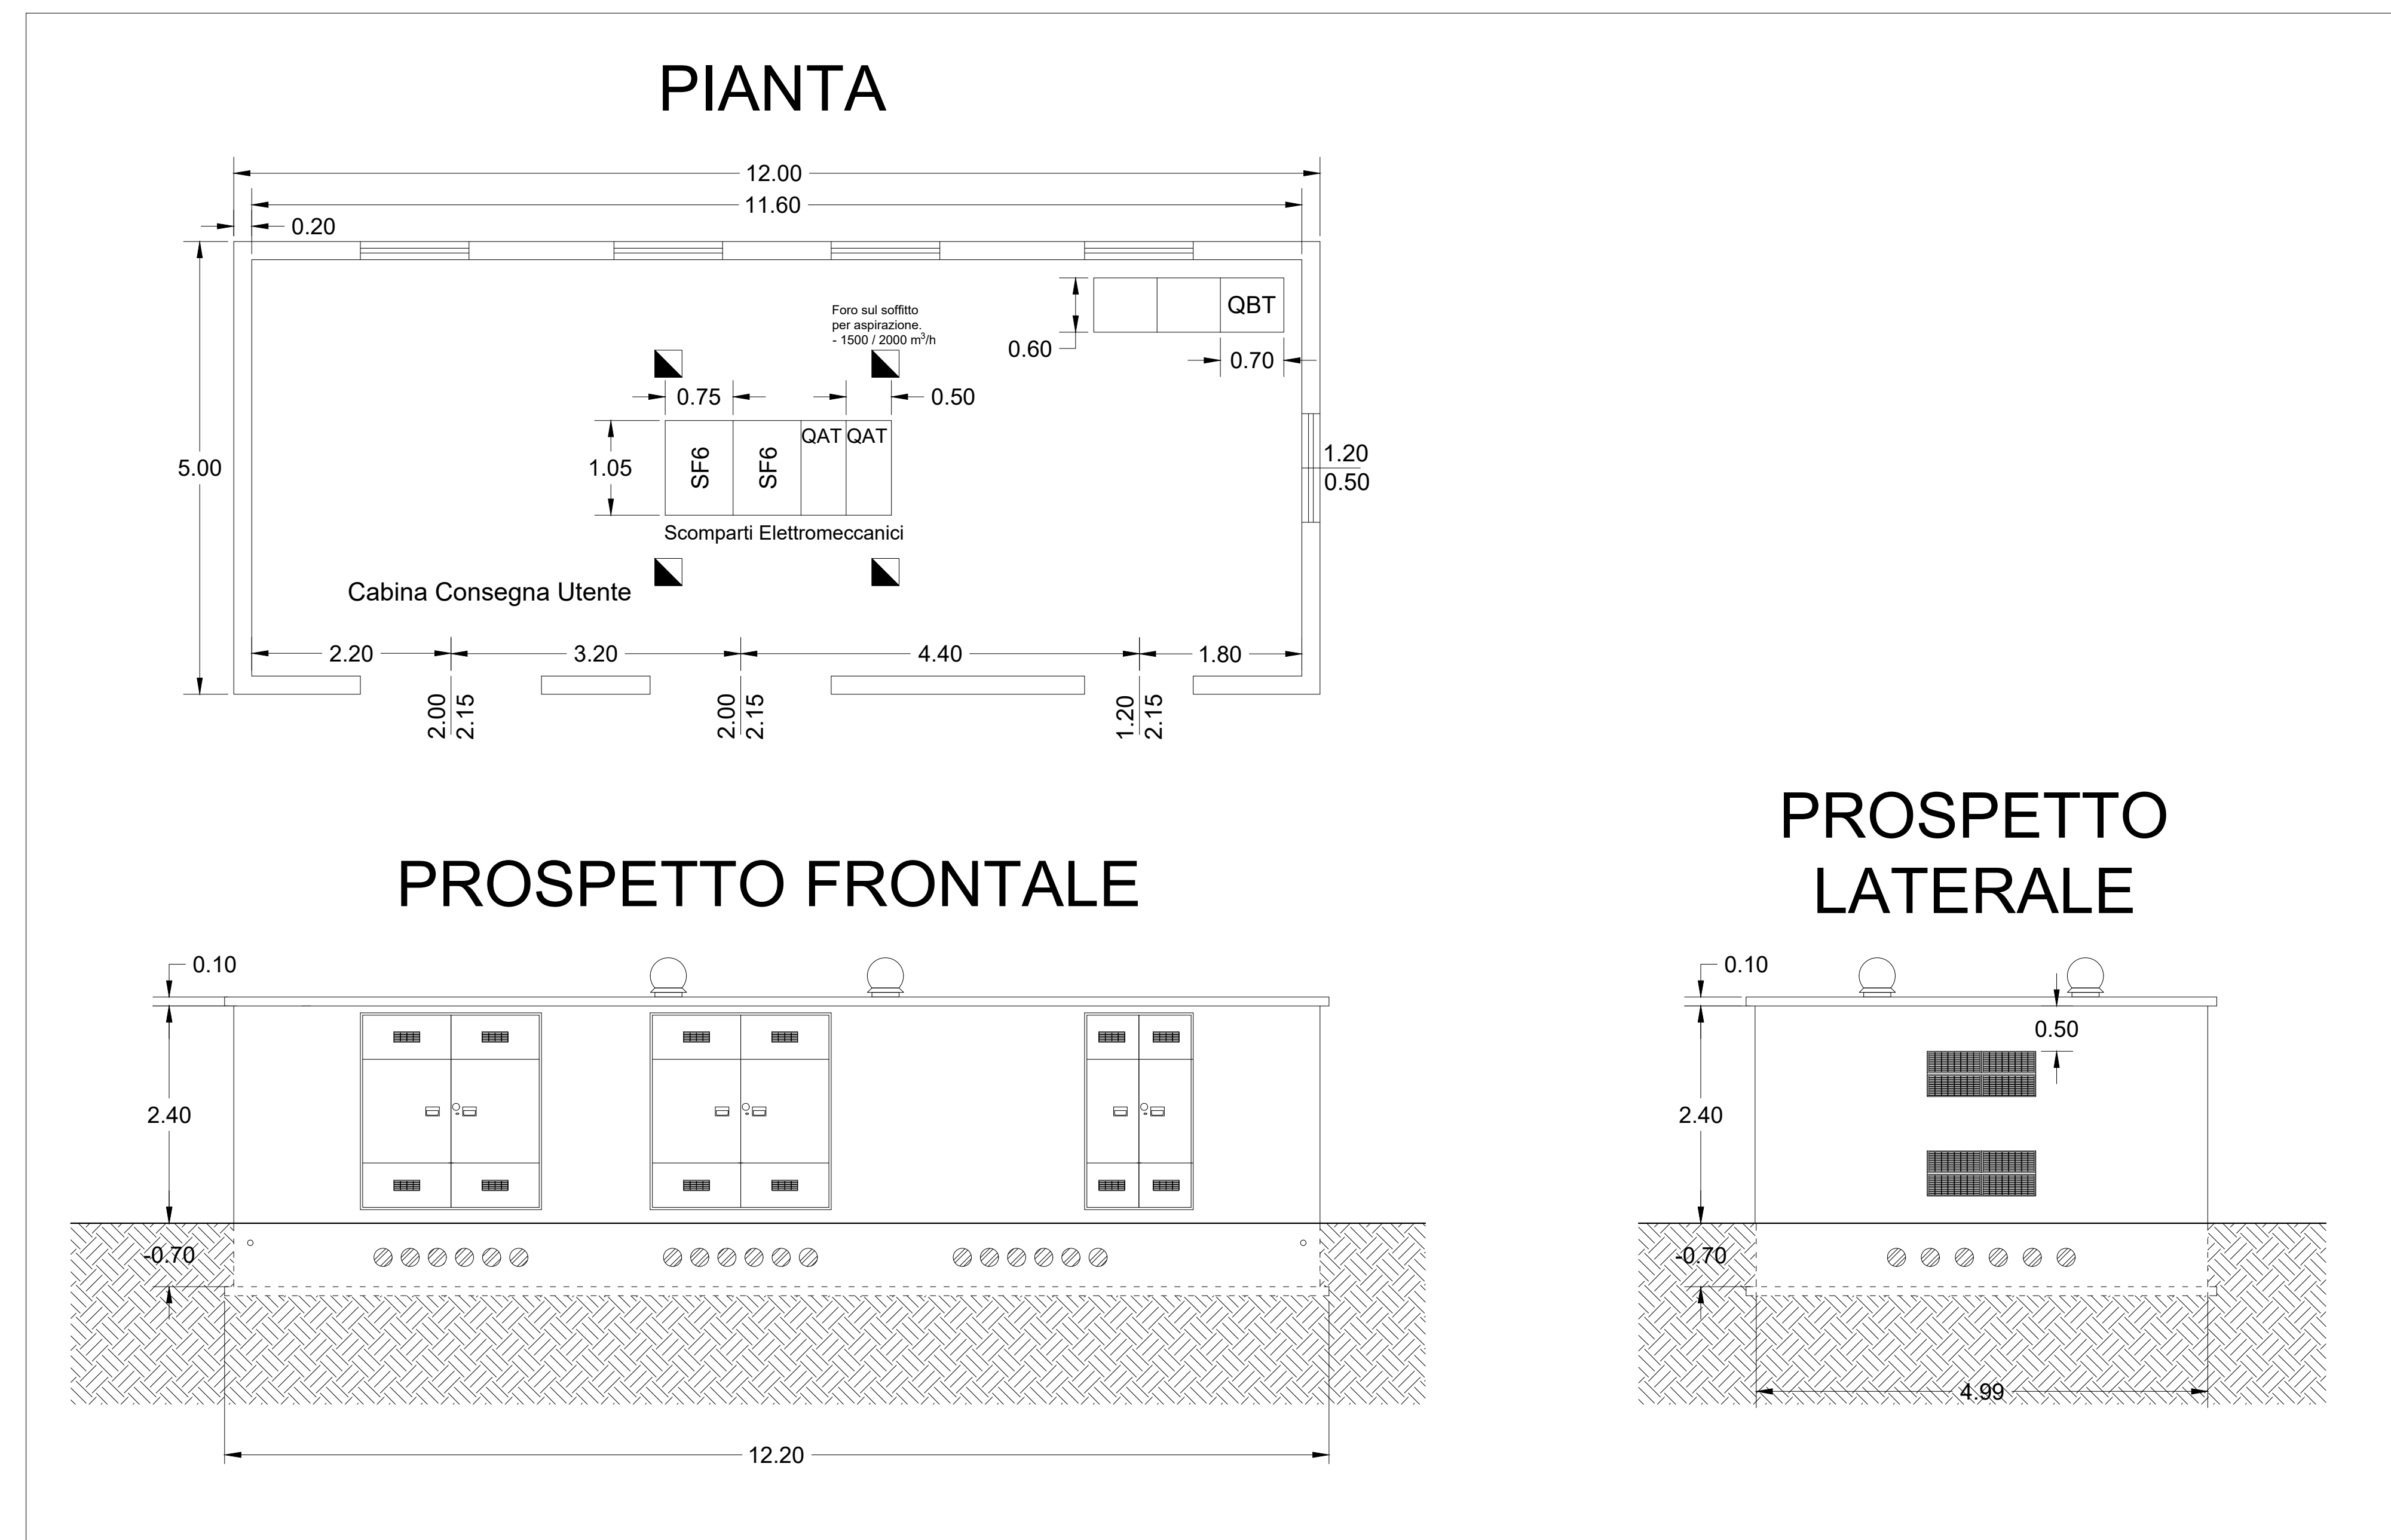 PIANTA
12.00
11.60
0.20
Foro sul soffitto
per aspirazione.
- 1500 / 2000 m³/h
QBT
0.60
0.70
0.75
0.50
5.00
1.05
SF6
SF6
QAT
QAT
1.20
0.50
Scomparti Elettromeccanici
Cabina Consegna Utente
2.20
3.20
4.40
1.80
2.00
2.15
2.00
2.15
1.20
2.15
PROSPETTO FRONTALE
0.10
2.40
-0.70
12.20
PROSPETTO
LATERALE
0.10
0.50
2.40
-0.70
4.99